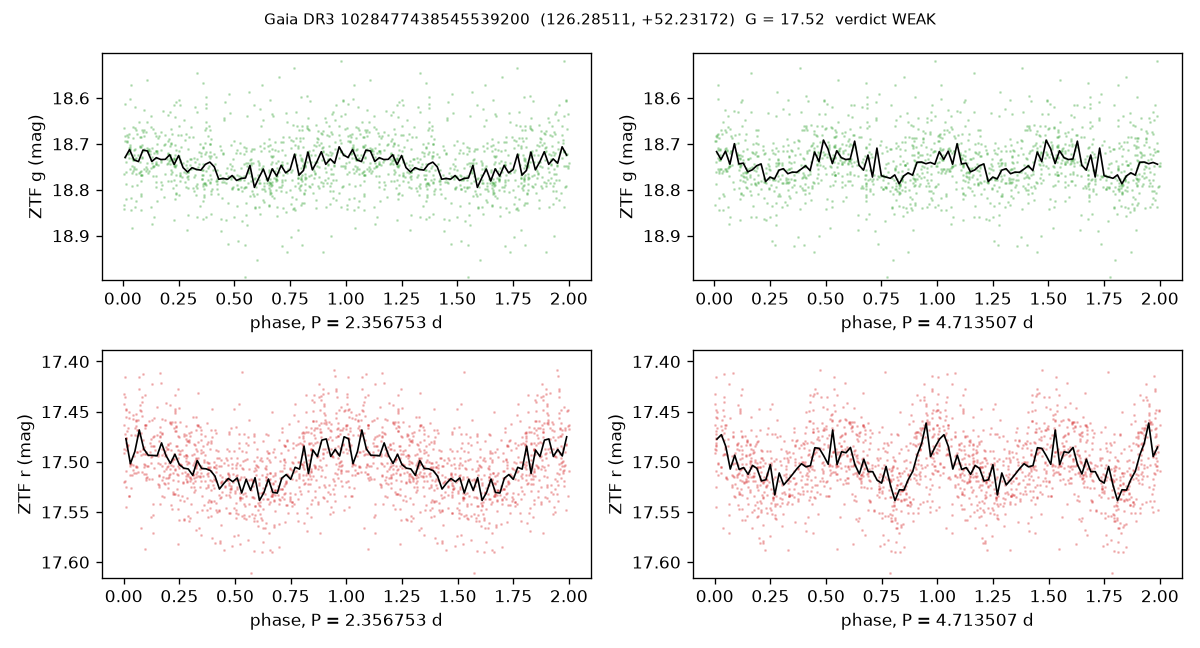 Gaia DR3 1028477438545539200  (126.28511, +52.23172)  G = 17.52  verdict WEAK
ZTF g (mag)
18.6
18.7
18.8
18.9
0.00 0.25 0.50 0.75 1.00 1.25 1.50 1.75 2.00
phase, P = 2.356753 d
ZTF g (mag)
18.6
18.7
18.8
18.9
0.00 0.25 0.50 0.75 1.00 1.25 1.50 1.75 2.00
phase, P = 4.713507 d
ZTF r (mag)
17.40
17.45
17.50
17.55
17.60
0.00 0.25 0.50 0.75 1.00 1.25 1.50 1.75 2.00
phase, P = 2.356753 d
ZTF r (mag)
17.40
17.45
17.50
17.55
17.60
0.00 0.25 0.50 0.75 1.00 1.25 1.50 1.75 2.00
phase, P = 4.713507 d